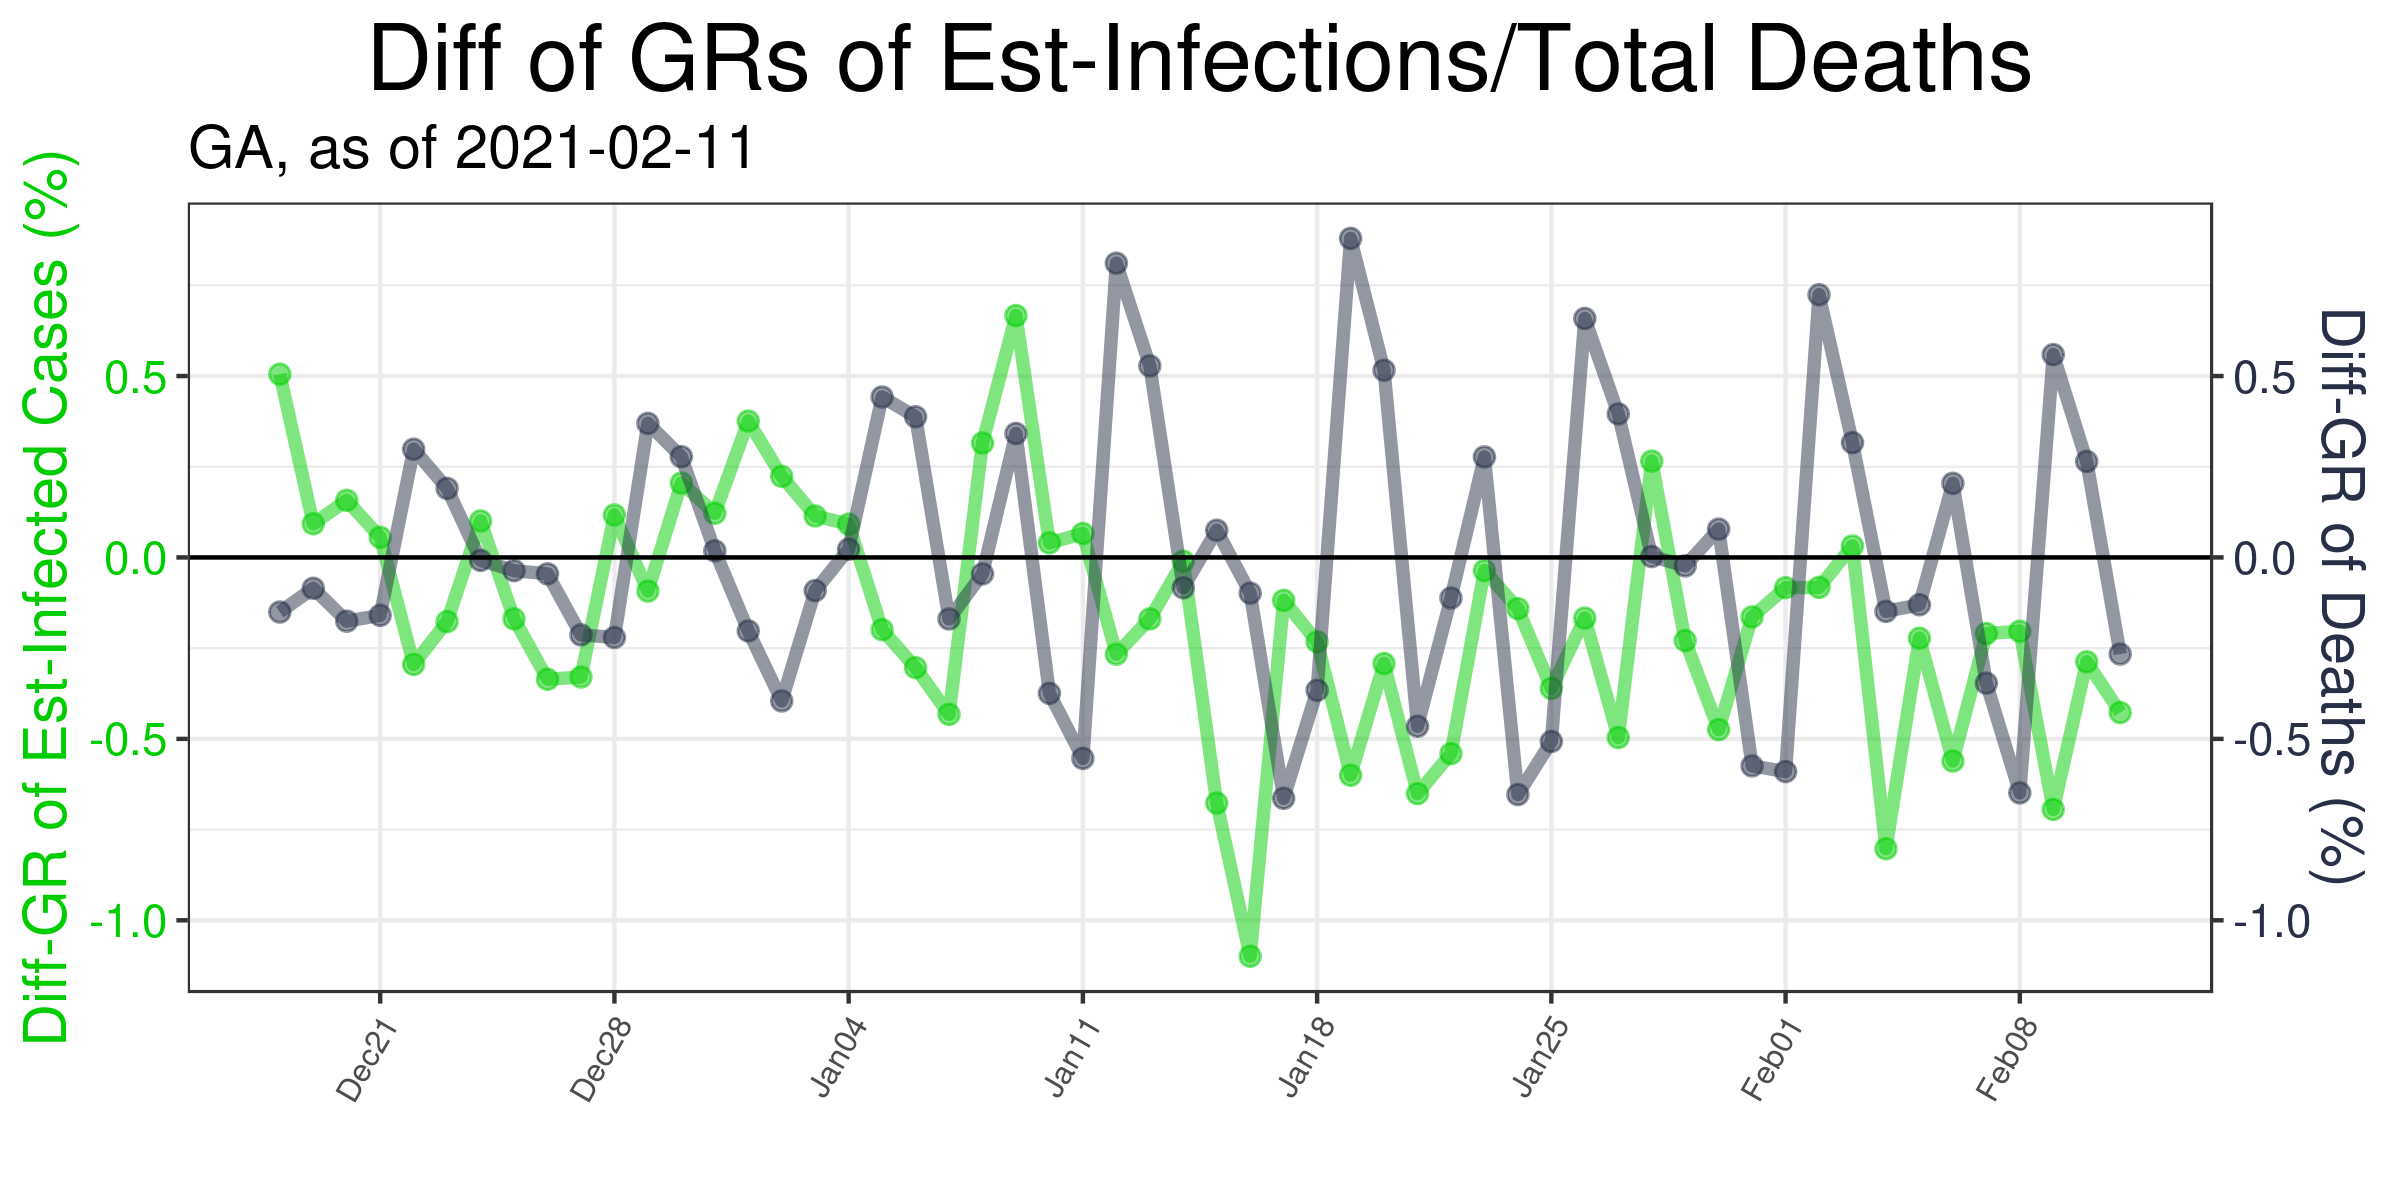 Diff of GRs of Est-Infections/Total Deaths
GA, as of 2021-02-11
Diff-GR of Est-Infected Cases (%)
0.5
0.0
-0.5
-1.0
0.5
0.0
-0.5
-1.0
Diff-GR of Deaths (%)
Dec21
Dec28
Jan04
Jan11
Jan18
Jan25
Feb01
Feb08